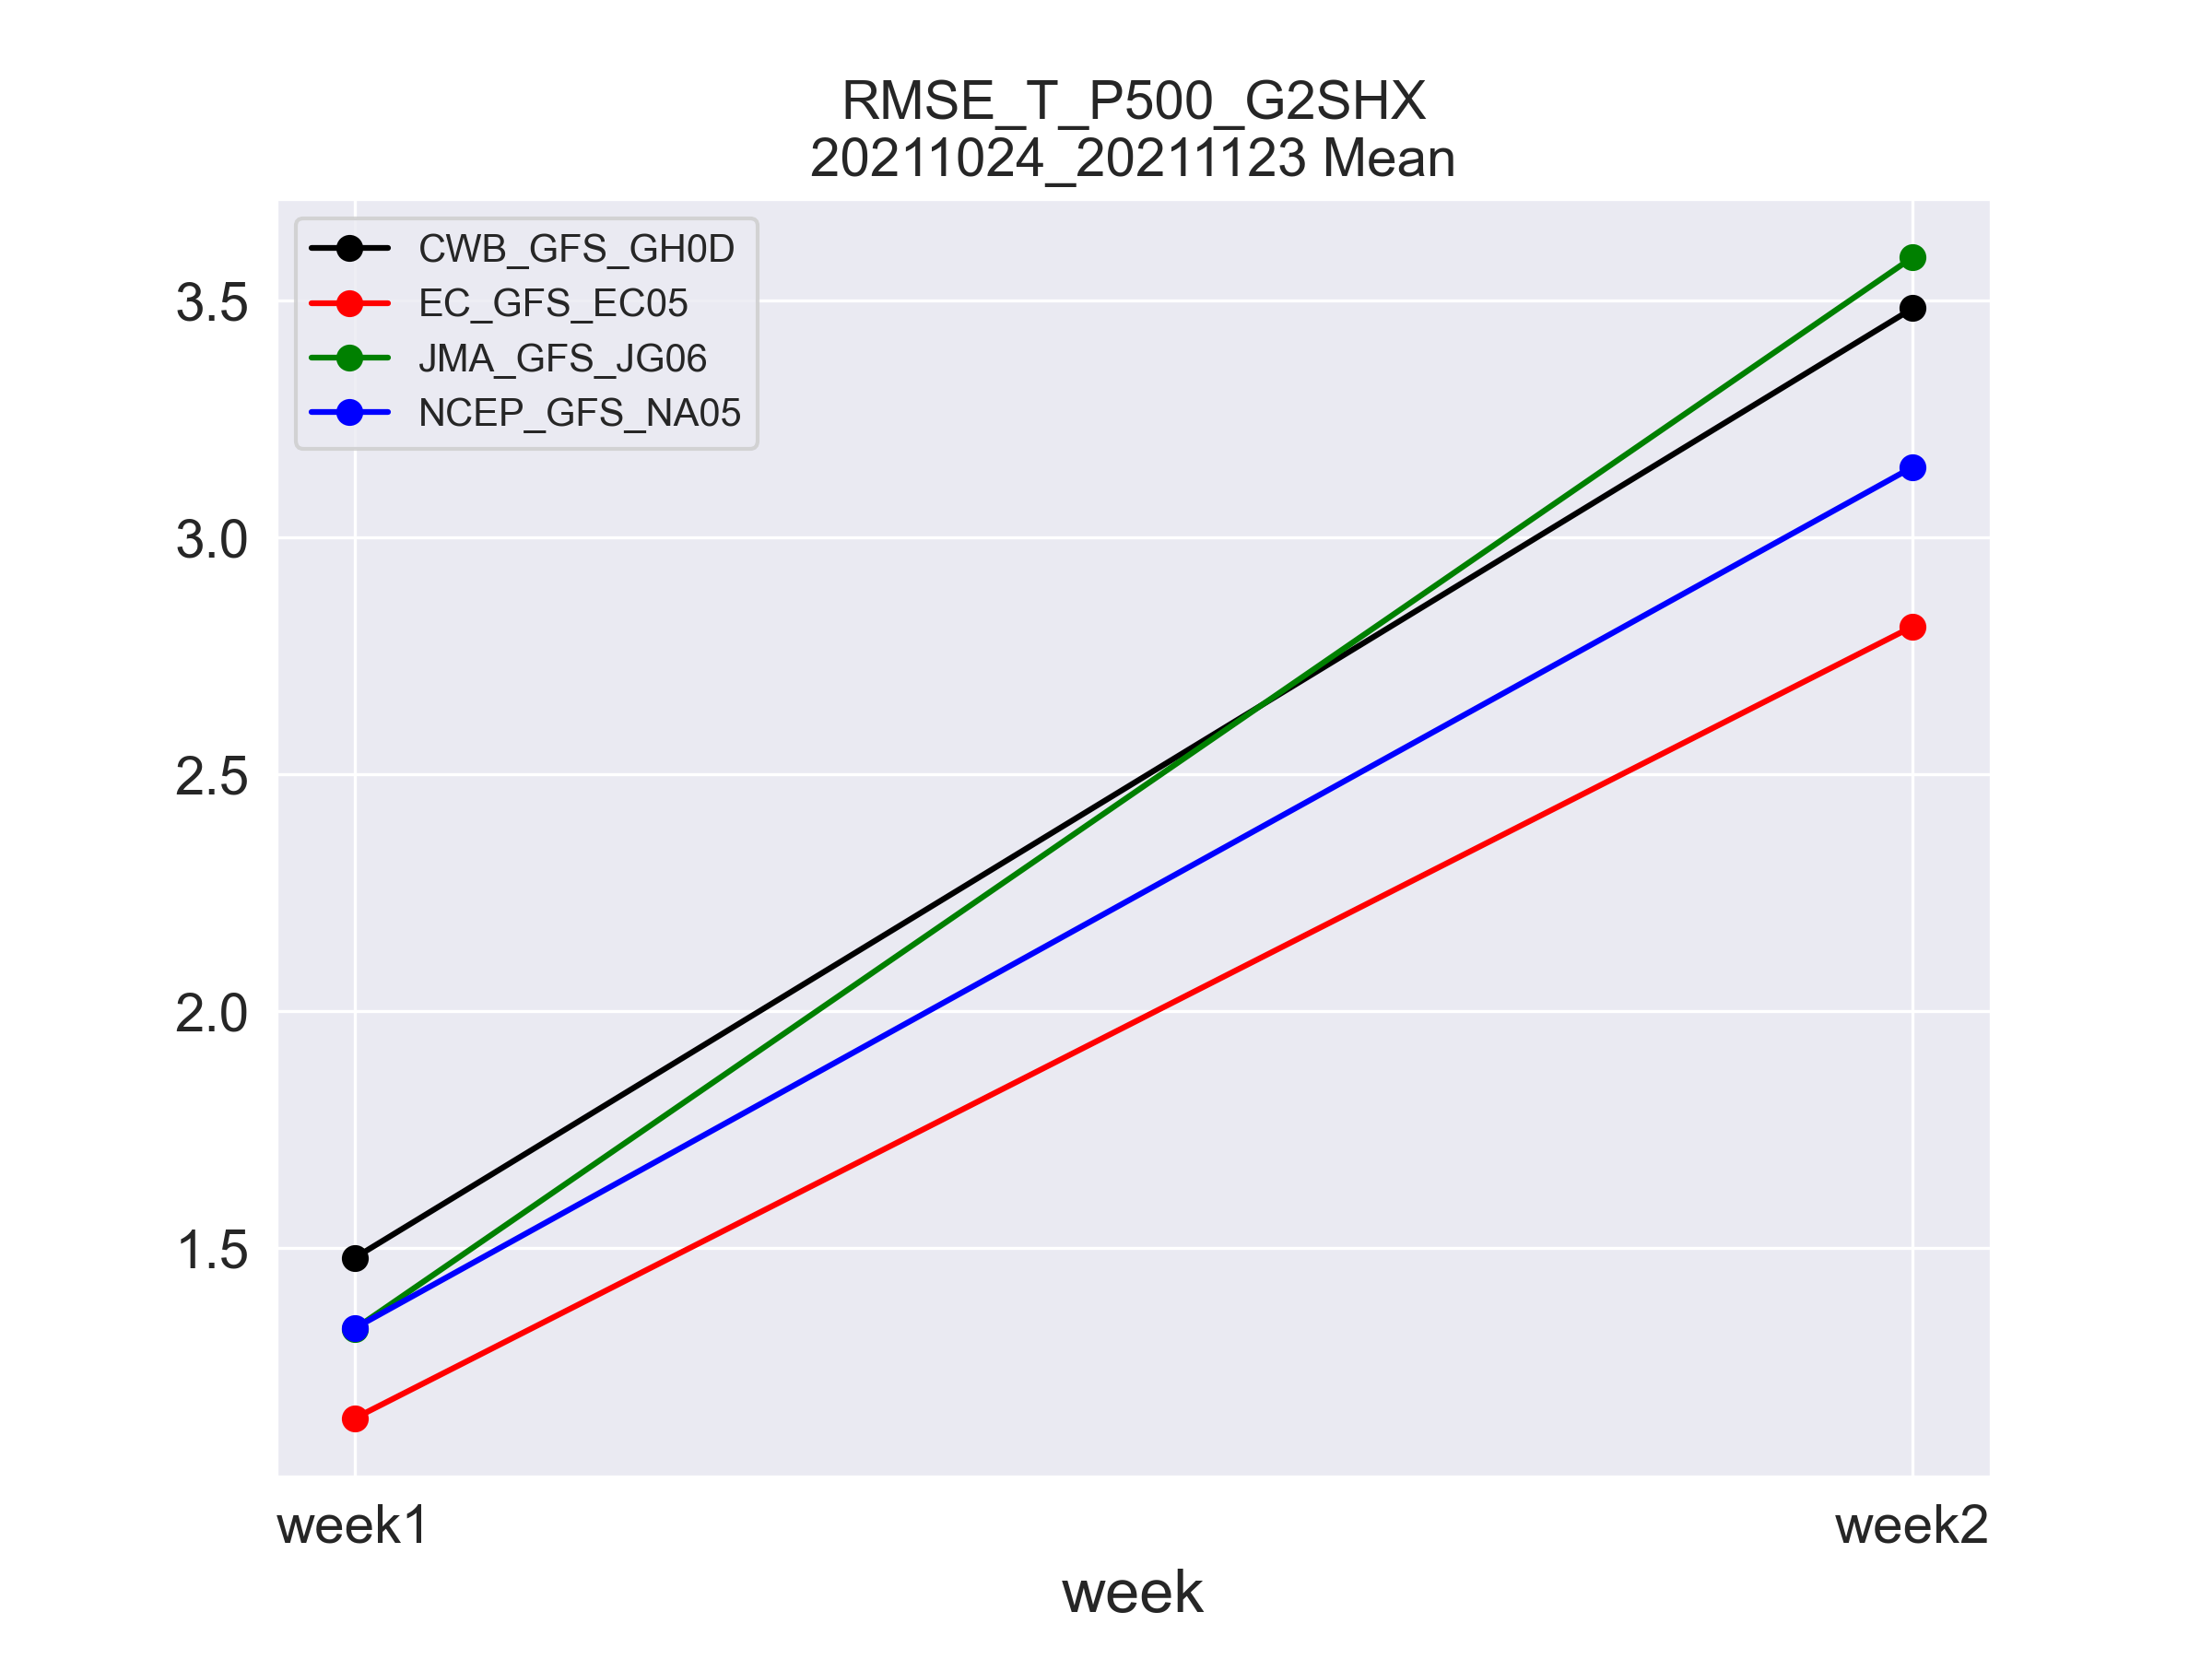 RMSE_T_P500_G2SHX
20211024_20211123 Mean
CWB_GFS_GH0D
EC_GFS_EC05
JMA_GFS_JG06
NCEP_GFS_NA05
3.5
3.0
2.5
2.0
1.5
week1
week2
week